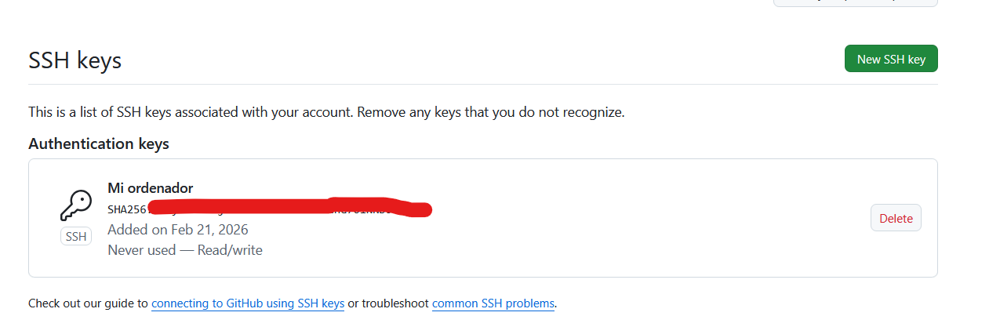 SSH keys
New SSH key
This is a list of SSH keys associated with your account. Remove any keys that you do not recognize.
Authentication keys
Mi ordenador
SHA256
Added on Feb 21, 2026
SSH
Never used — Read/write
Delete
Check out our guide to connecting to GitHub using SSH keys or troubleshoot common SSH problems.